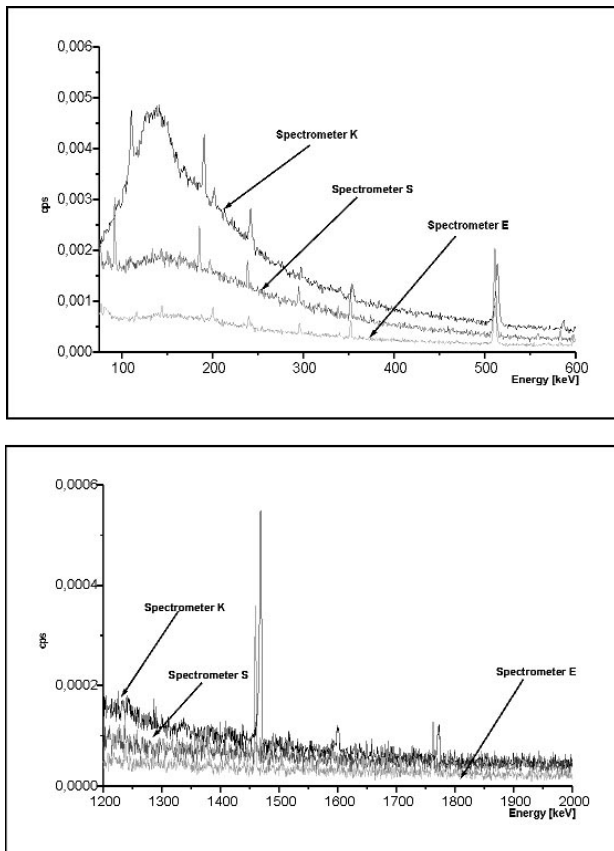 0,006
0,005
0,004
0,003
0,002
0,001
0,000
cps
Spectrometer K
Spectrometer S
Spectrometer E
100 200 300 400 500 600
Energy [keV]
0,0006
0,0004
0,0002
0,0000
cps
Spectrometer K
Spectrometer S
Spectrometer E
1200 1300 1400 1500 1600 1700 1800 1900 2000
Energy [keV]